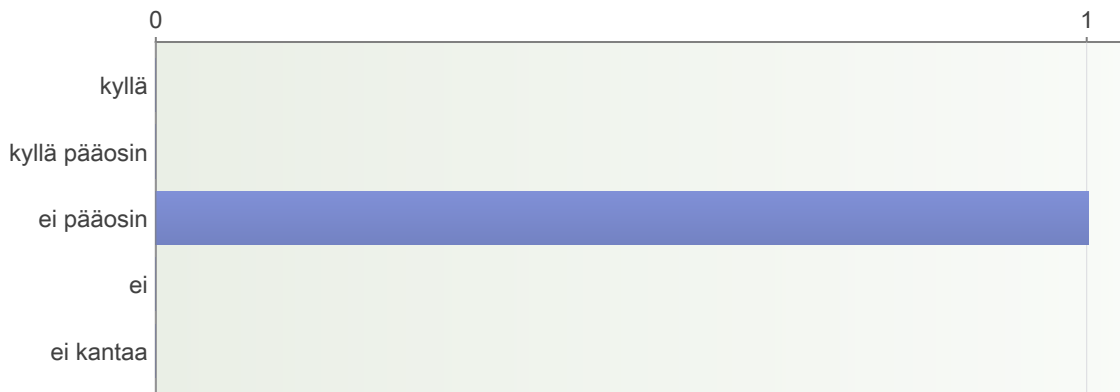 0 1
kyllä
kyllä pääosin
ei pääosin
ei
ei kantaa